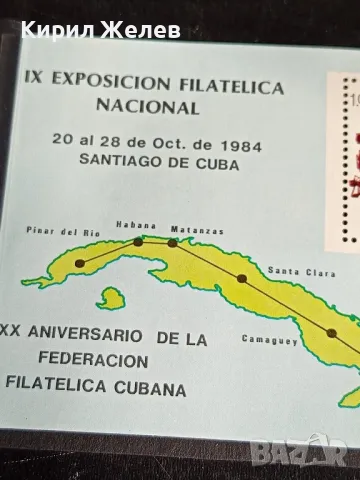 Кирил Желев
IX EXPOSICION FILATELICA
NACIONAL
20 al 28 de Oct. de 1984
SANTIAGO DE CUBA
Pinar del Rio
Habana
Matanzas
Santa Clara
Camaguey
XX ANIVERSARIO DE LA
FEDERACION
FILATELICA CUBANA
bazar